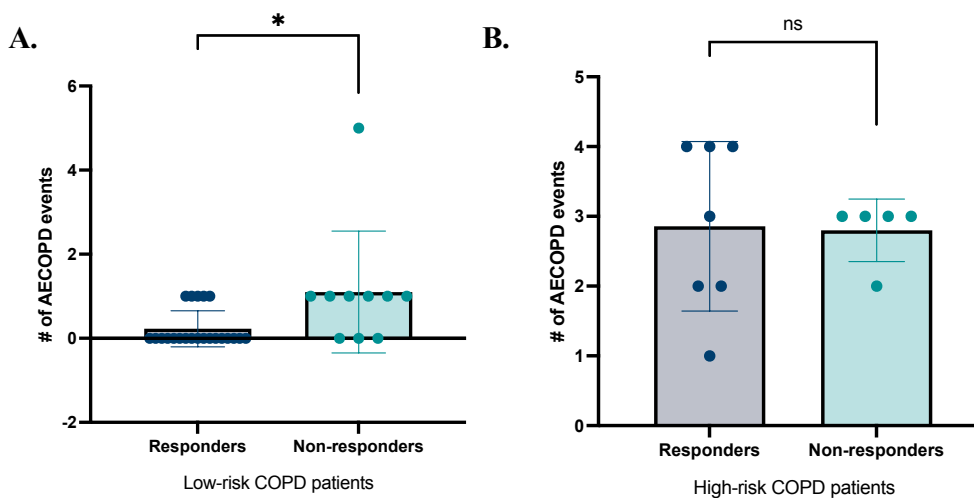 A.
*
# of AECOPD events
6
4
2
0
-2
Responders
Non-responders
Low-risk COPD patients
B.
ns
# of AECOPD events
5
4
3
2
1
0
Responders
Non-responders
High-risk COPD patients